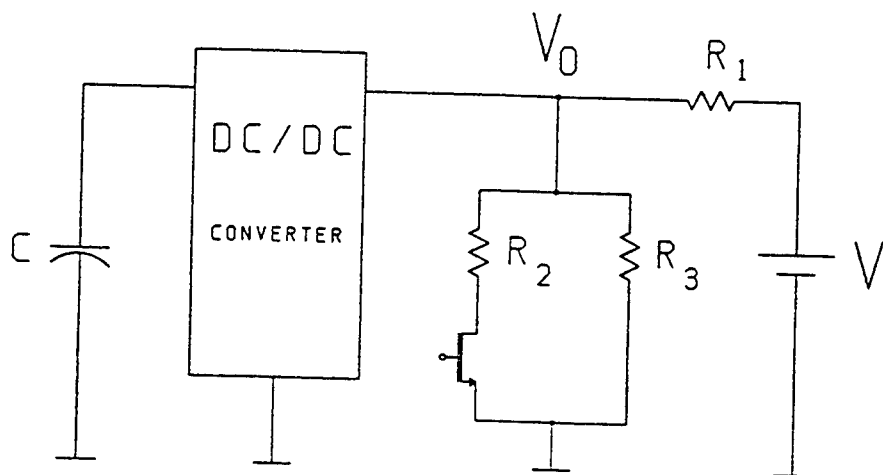 V0
R1
DC/DC
CONVERTER
C
R2
R3
V